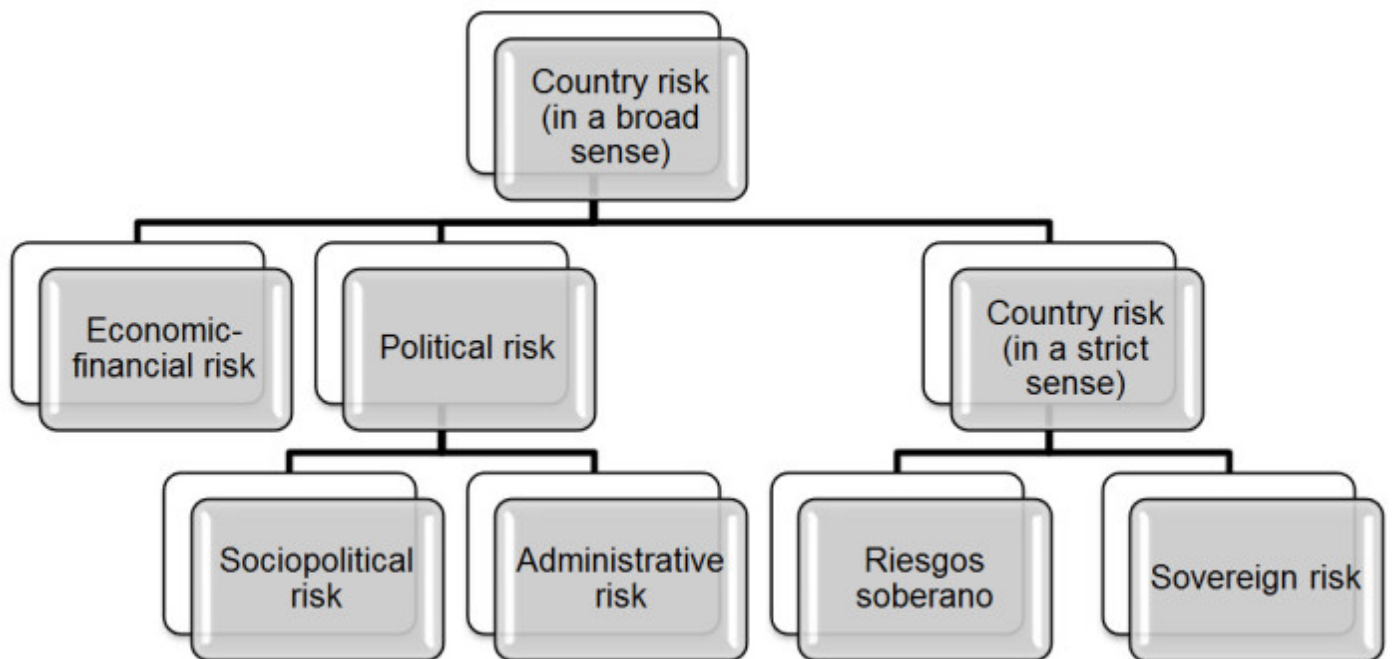 Country risk
(in a broad
sense)
Economic-
financial risk
Political risk
Country risk
(in a strict
sense)
Sociopolitical
risk
Administrative
risk
Riesgos
soberano
Sovereign risk